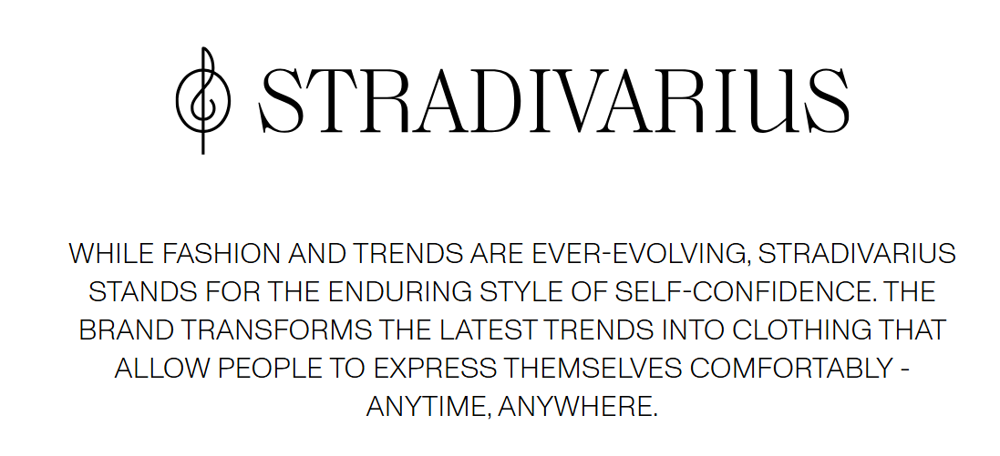 STRADIVARIUS
WHILE FASHION AND TRENDS ARE EVER-EVOLVING, STRADIVARIUS
STANDS FOR THE ENDURING STYLE OF SELF-CONFIDENCE. THE
BRAND TRANSFORMS THE LATEST TRENDS INTO CLOTHING THAT
ALLOW PEOPLE TO EXPRESS THEMSELVES COMFORTABLY -
ANYTIME, ANYWHERE.